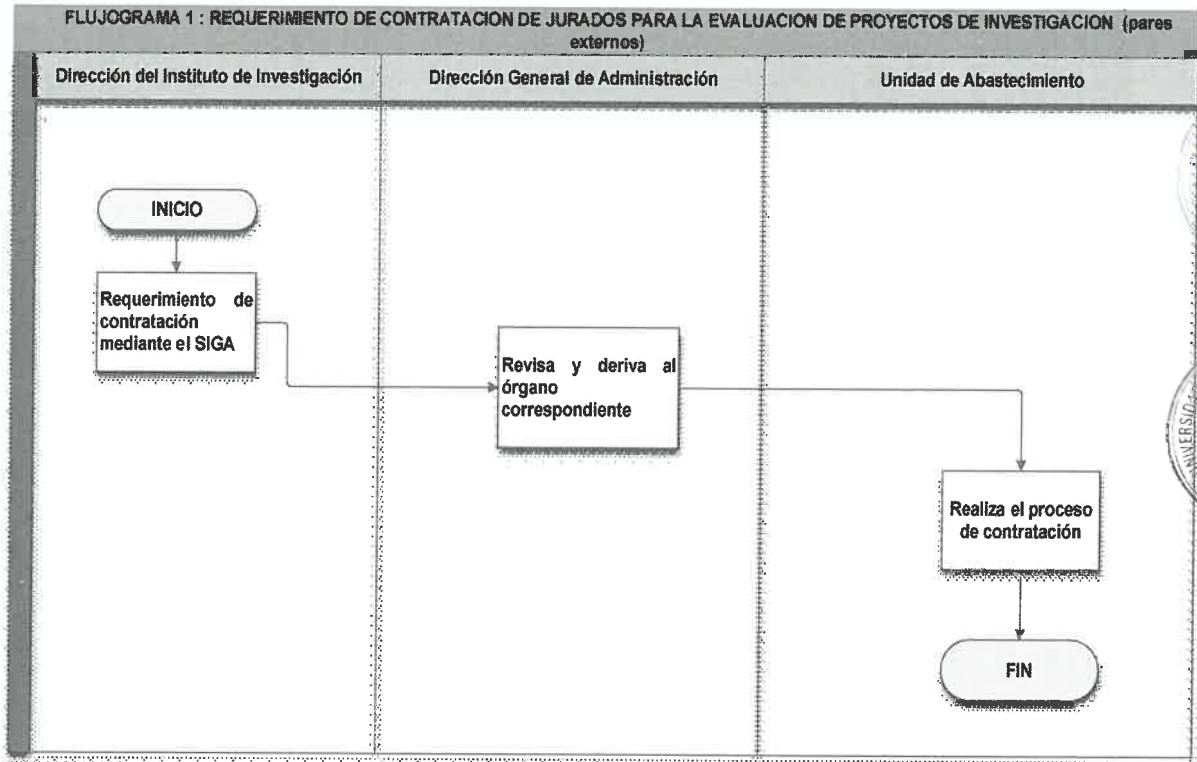 FLUJOGRAMA 1 : REQUERIMIENTO DE CONTRATACION DE JURADOS PARA LA EVALUACION DE PROYECTOS DE INVESTIGACION (pares
externos)
Dirección del Instituto de Investigación
Dirección General de Administración
Unidad de Abastecimiento
INICIO
Requerimiento de
contratación
mediante el SIGA
Revisa y deriva al
órgano
correspondiente
Realiza el proceso
de contratación
FIN